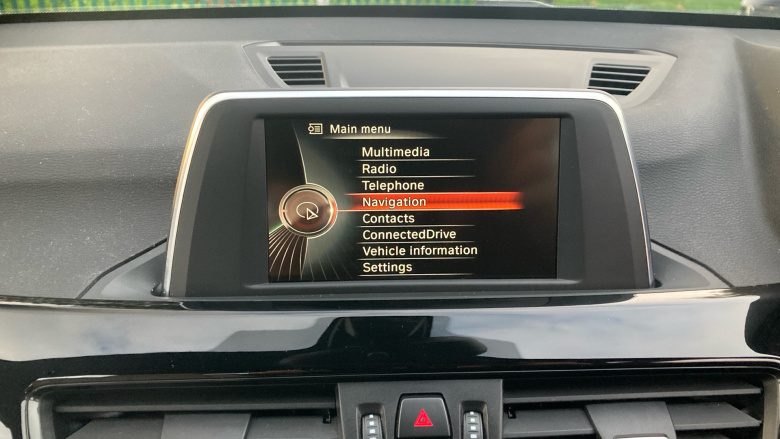 Main menu
Multimedia
Radio
Telephone
Navigation
Contacts
ConnectedDrive
Vehicle information
Settings